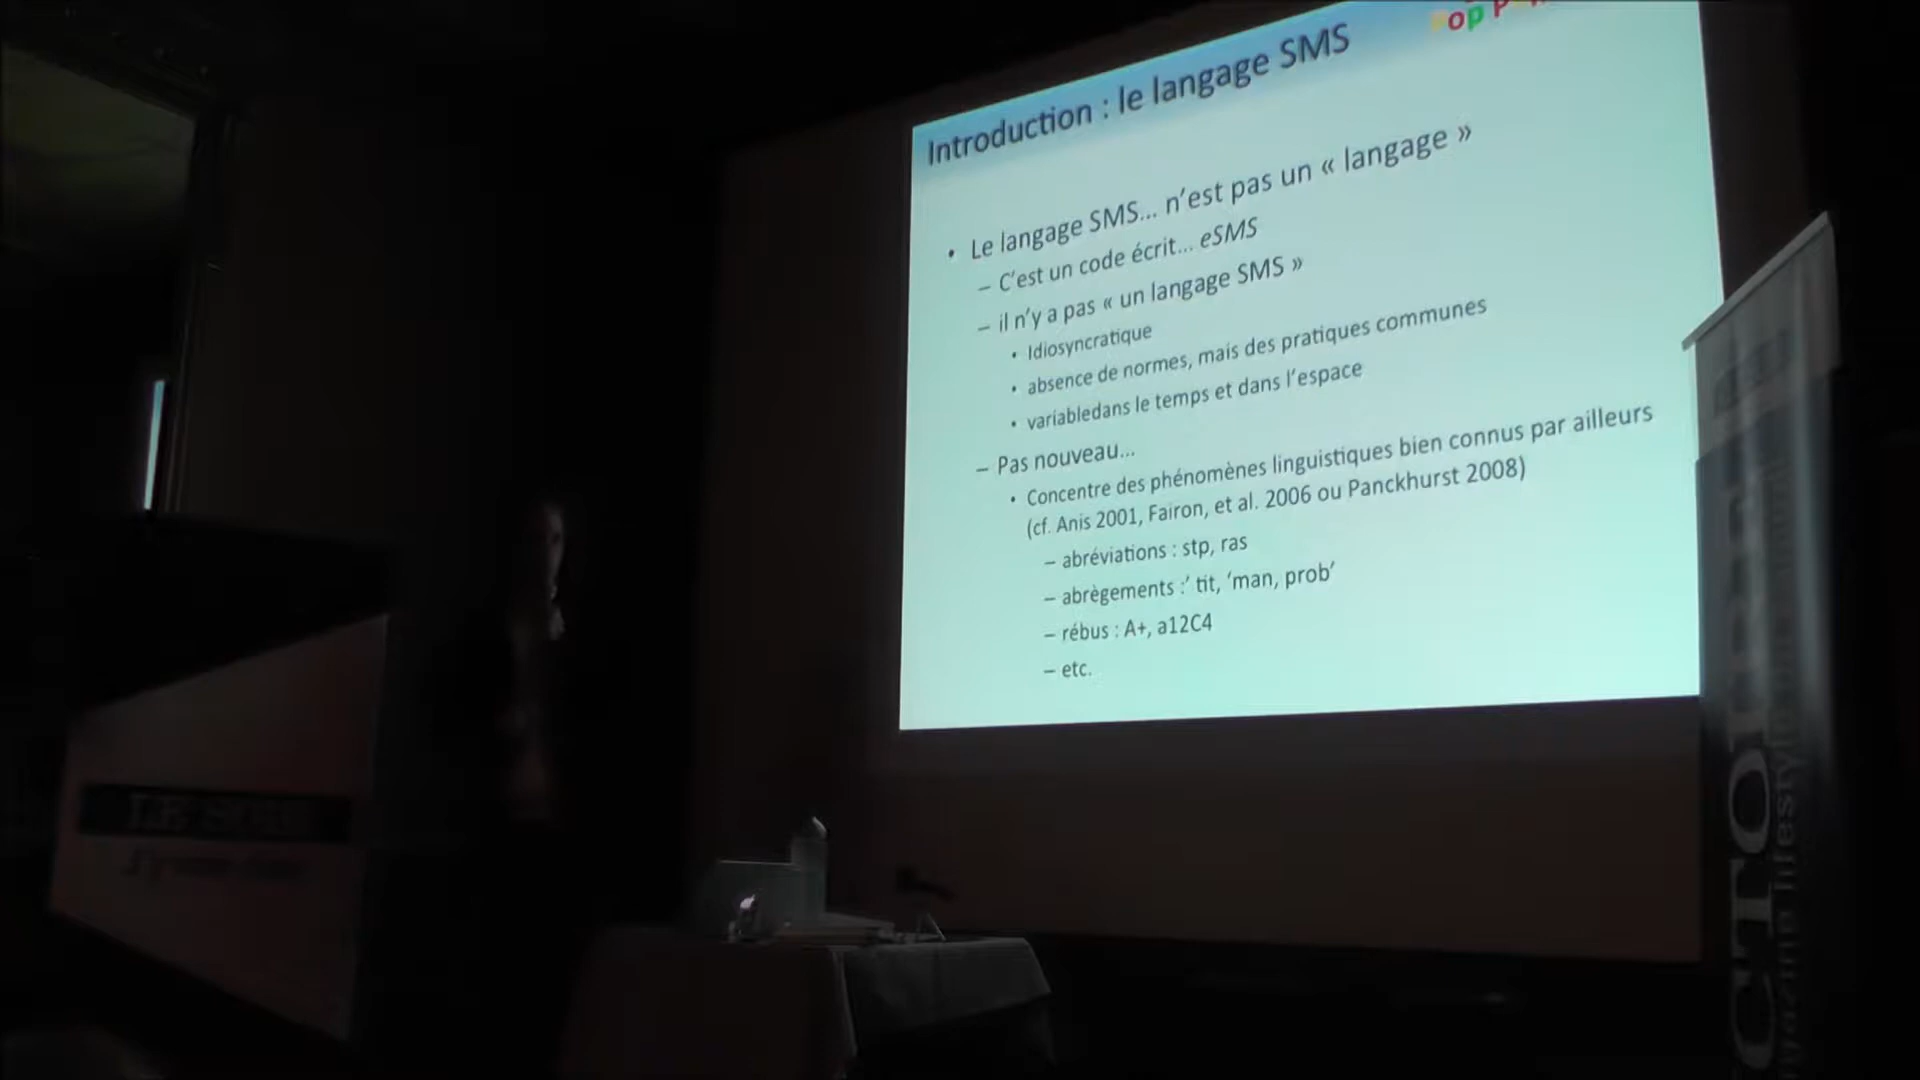 Introduction : le langage SMS
• Le langage SMS... n'est pas un « langage »
– C'est un code écrit... eSMS
– il n'y a pas « un langage SMS »
• Idiosyncratique
• absence de normes, mais des pratiques communes
• variabledans le temps et dans l'espace
– Pas nouveau...
• Concentre des phénomènes linguistiques bien connus par ailleurs
(cf. Anis 2001, Fairon, et al. 2006 ou Panckhurst 2008)
– abréviations : stp, ras
– abrègements :' tit, 'man, prob'
– rébus : A+, a12C4
– etc.
LE SOIR